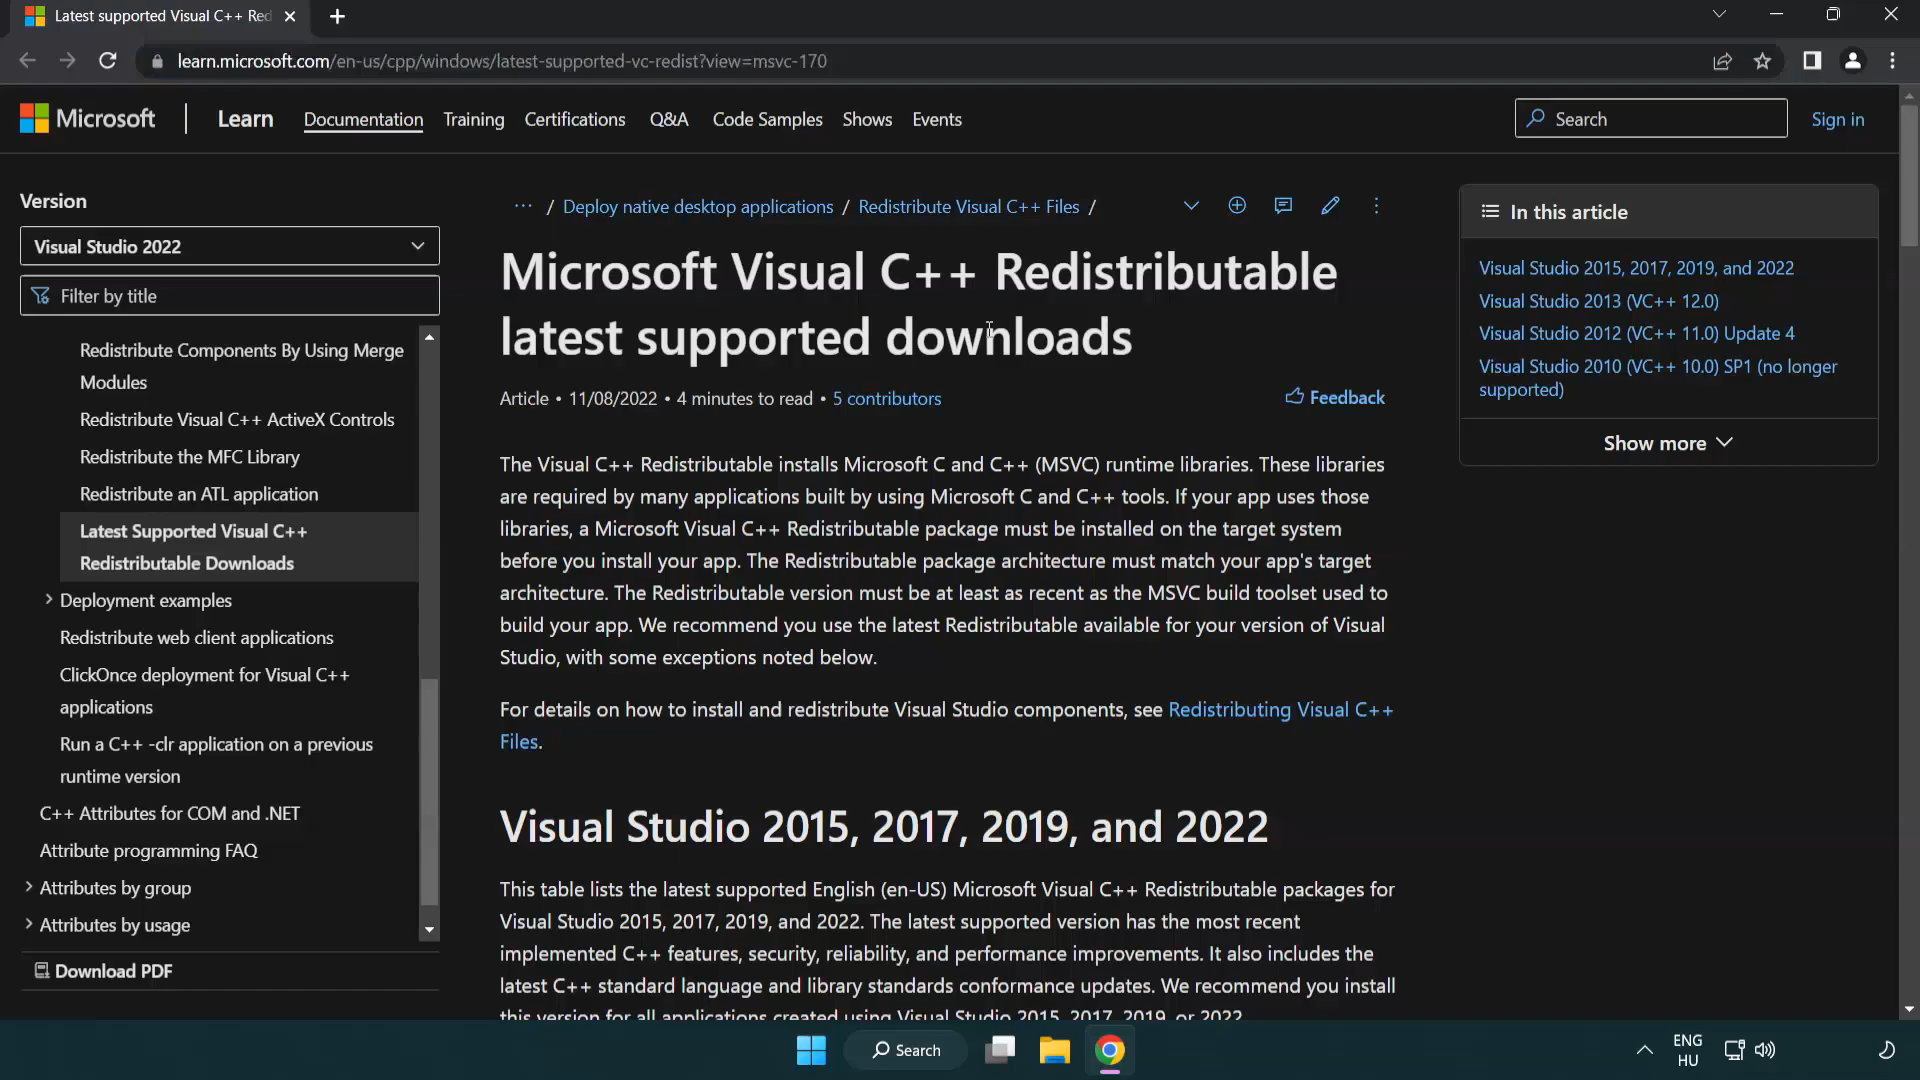 Latest supported Visual C++ Red
learn.microsoft.com/en-us/cpp/windows/latest-supported-vc-redist?view=msvc-170
Microsoft
Learn
Documentation
Training
Certifications
Q&A
Code Samples
Shows
Events
Search
Sign in
Version
Visual Studio 2022
Filter by title
Redistribute Components By Using Merge
Modules
Redistribute Visual C++ ActiveX Controls
Redistribute the MFC Library
Redistribute an ATL application
Latest Supported Visual C++
Redistributable Downloads
Deployment examples
Redistribute web client applications
ClickOnce deployment for Visual C++
applications
Run a C++ -clr application on a previous
runtime version
C++ Attributes for COM and .NET
Attribute programming FAQ
Attributes by group
Attributes by usage
Download PDF
··· / Deploy native desktop applications / Redistribute Visual C++ Files /
Microsoft Visual C++ Redistributable
latest supported downloads
Article • 11/08/2022 • 4 minutes to read • 5 contributors
Feedback
The Visual C++ Redistributable installs Microsoft C and C++ (MSVC) runtime libraries. These libraries
are required by many applications built by using Microsoft C and C++ tools. If your app uses those
libraries, a Microsoft Visual C++ Redistributable package must be installed on the target system
before you install your app. The Redistributable package architecture must match your app's target
architecture. The Redistributable version must be at least as recent as the MSVC build toolset used to
build your app. We recommend you use the latest Redistributable available for your version of Visual
Studio, with some exceptions noted below.
For details on how to install and redistribute Visual Studio components, see Redistributing Visual C++
Files.
Visual Studio 2015, 2017, 2019, and 2022
This table lists the latest supported English (en-US) Microsoft Visual C++ Redistributable packages for
Visual Studio 2015, 2017, 2019, and 2022. The latest supported version has the most recent
implemented C++ features, security, reliability, and performance improvements. It also includes the
latest C++ standard language and library standards conformance updates. We recommend you install
this version for all applications created using Visual Studio 2015, 2017, 2019, or 2022.
In this article
Visual Studio 2015, 2017, 2019, and 2022
Visual Studio 2013 (VC++ 12.0)
Visual Studio 2012 (VC++ 11.0) Update 4
Visual Studio 2010 (VC++ 10.0) SP1 (no longer
supported)
Show more
Search
ENG
HU